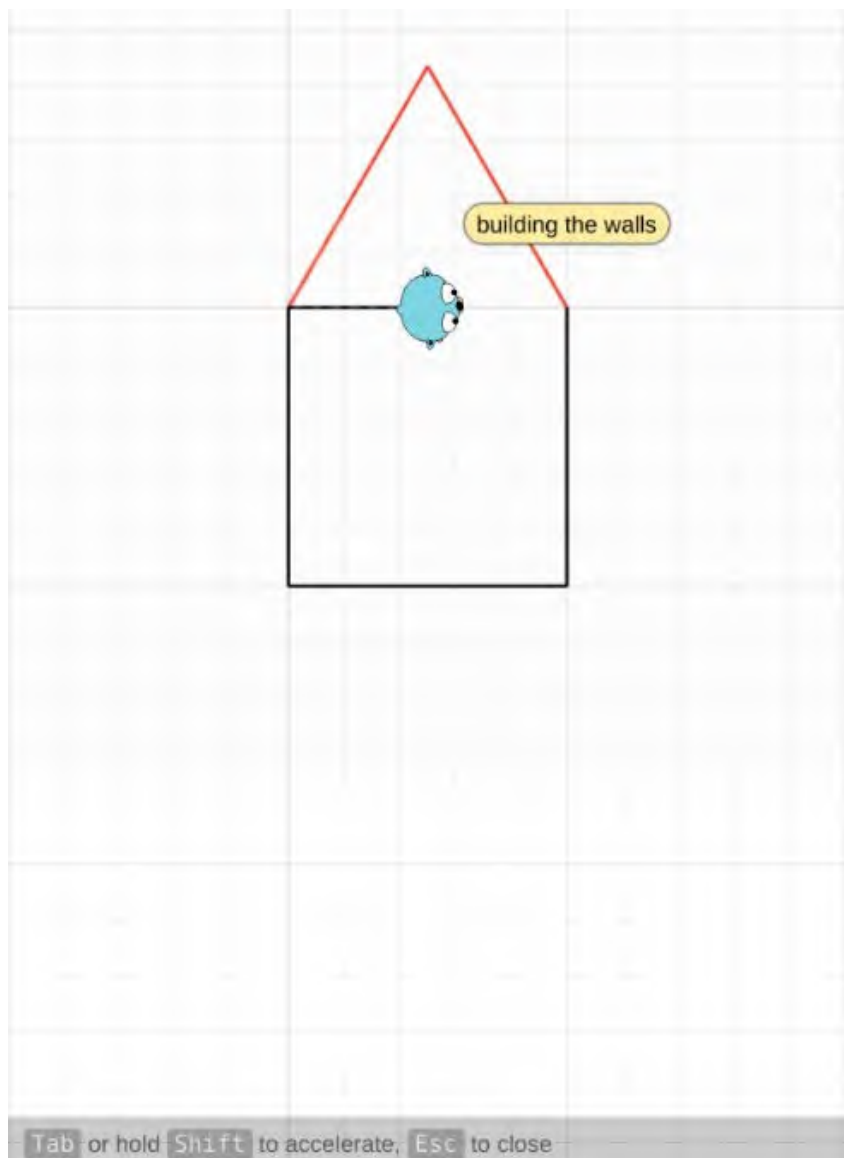 building the walls
Tab or hold Shift to accelerate, Esc to close